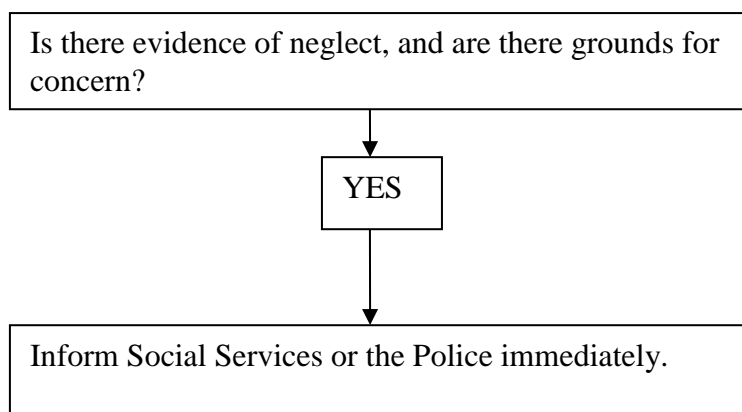 Is there evidence of neglect, and are there grounds for
concern?
YES
Inform Social Services or the Police immediately.